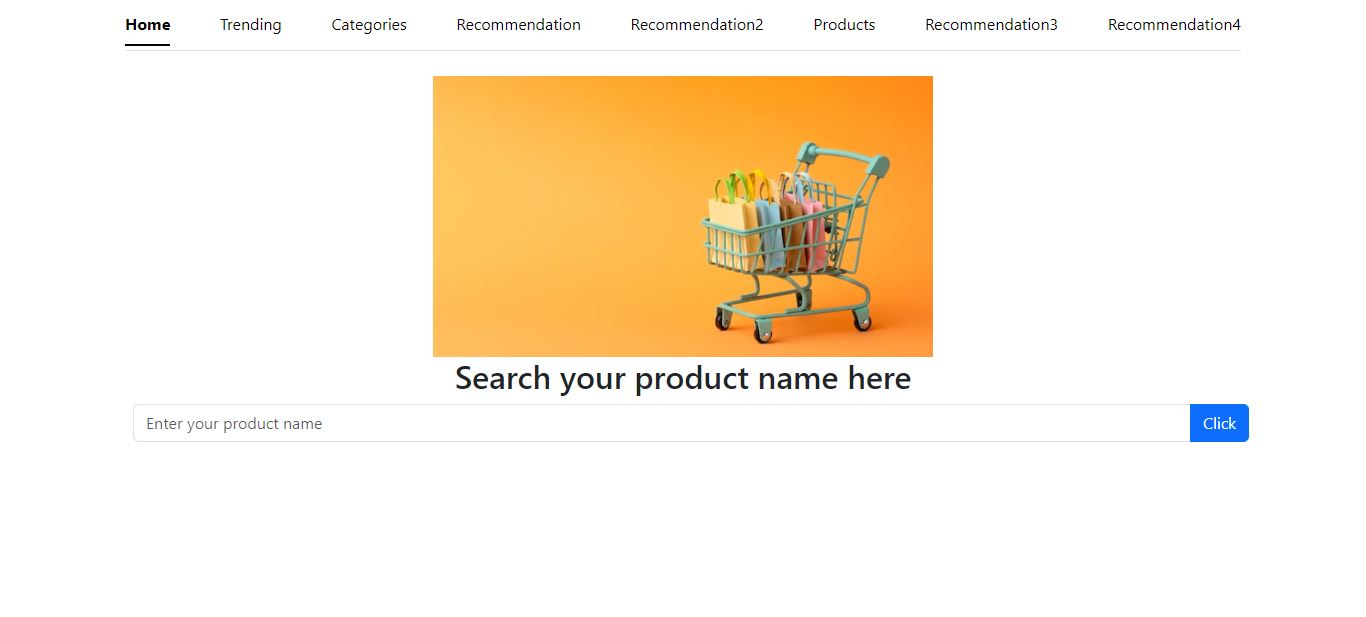 Home Trending Categories Recommendation Recommendation2 Products Recommendation3 Recommendation4
Search your product name here
Enter your product name Click